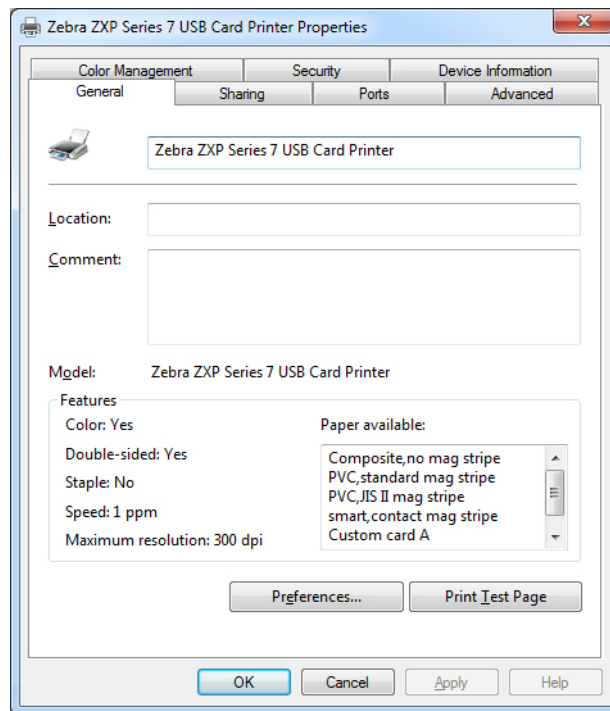 Zebra ZXP Series 7 USB Card Printer Properties
Color Management Security Device Information
General Sharing Ports Advanced
Zebra ZXP Series 7 USB Card Printer
Location:
Comment:
Model: Zebra ZXP Series 7 USB Card Printer
Features
Color: Yes Paper available:
Double-sided: Yes
Staple: No
Speed: 1 ppm
Maximum resolution: 300 dpi
Composite,no mag stripe
PVC,standard mag stripe
PVC,JIS II mag stripe
smart,contact mag stripe
Custom card A
Preferences... Print Test Page
OK Cancel Apply Help